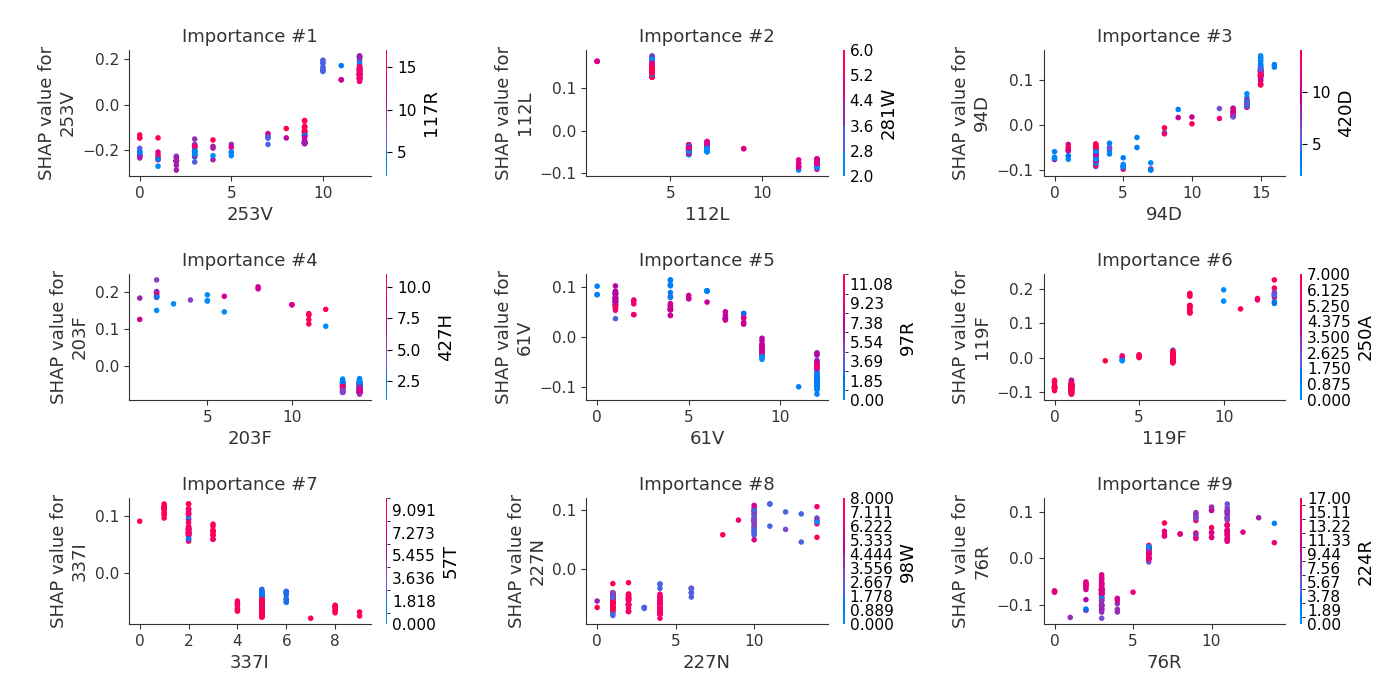 Importance #1
SHAP value for
253V
0.2
0.0
−0.2
0
5
10
253V
15
10
5
117R
Importance #2
SHAP value for
112L
0.1
0.0
−0.1
5
10
112L
6.0
5.2
4.4
3.6
2.8
2.0
281W
Importance #3
SHAP value for
94D
0.1
0.0
−0.1
0
5
10
15
94D
10
5
420D
Importance #4
SHAP value for
203F
0.2
0.1
0.0
5
10
203F
10.0
7.5
5.0
2.5
427H
Importance #5
SHAP value for
61V
0.1
0.0
−0.1
0
5
10
61V
11.08
9.23
7.38
5.54
3.69
1.85
0.00
97R
Importance #6
SHAP value for
119F
0.2
0.1
0.0
−0.1
0
5
10
119F
7.000
6.125
5.250
4.375
3.500
2.625
1.750
0.875
0.000
250A
Importance #7
SHAP value for
337I
0.1
0.0
0
2
4
6
8
337I
9.091
7.273
5.455
3.636
1.818
0.000
57T
Importance #8
SHAP value for
227N
0.1
0.0
0
5
10
227N
8.000
7.111
6.222
5.333
4.444
3.556
2.667
1.778
0.889
0.000
98W
Importance #9
SHAP value for
76R
0.1
0.0
−0.1
0
5
10
76R
17.00
15.11
13.22
11.33
9.44
7.56
5.67
3.78
1.89
0.00
224R